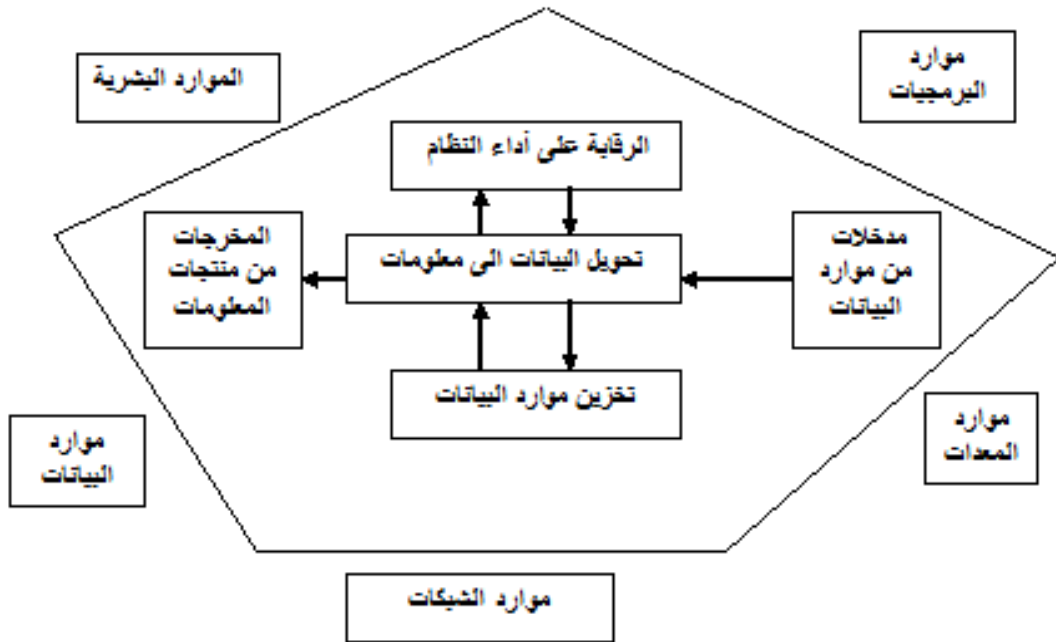 موارد
البرمجيات
الموارد البشرية
الرقابة على أداء النظام
مدخلات
من موارد
البيانات
تحويل البيانات الى معلومات
المخرجات
من منتجات
المعلومات
تخزين موارد البيانات
موارد
المعدات
موارد
البيانات
موارد الشبكات